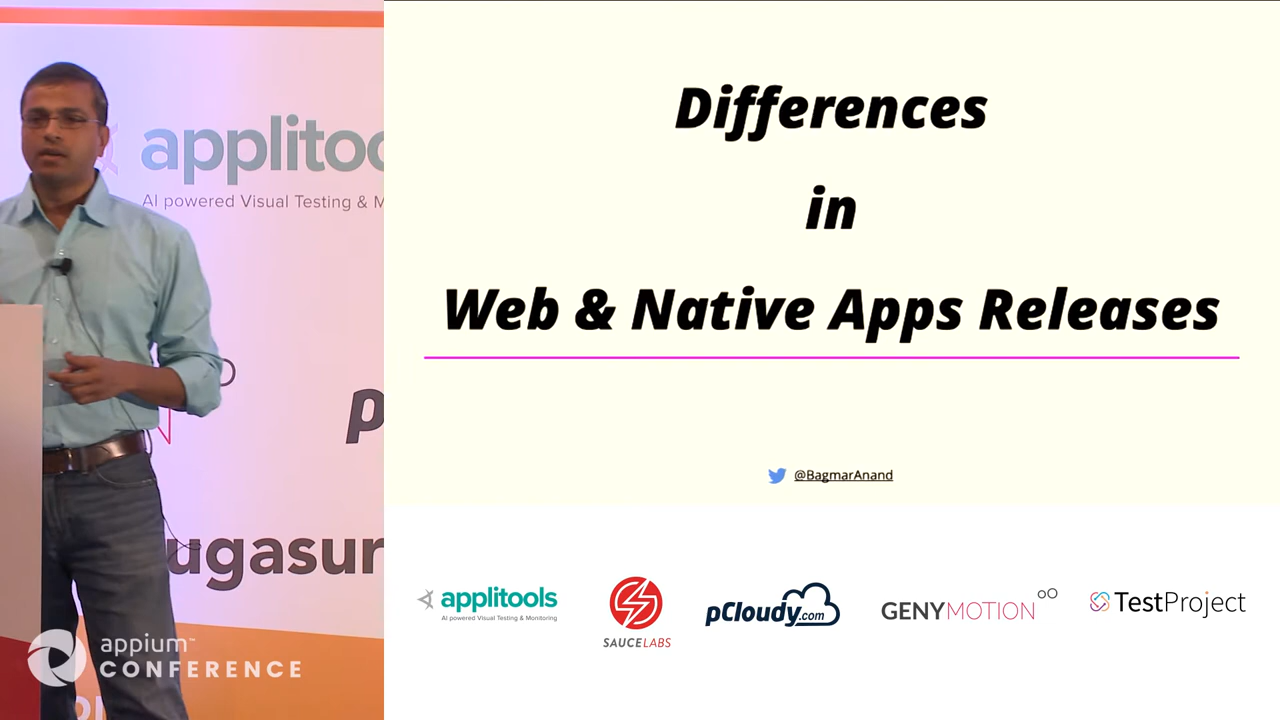 applitoo
AI powered Visual Testing & M
p
ugasur
appium™
CONFERENCE
Differences
in
Web & Native Apps Releases
@BagmarAnand
applitools
AI powered Visual Testing & Monitoring
SAUCELABS
pCloudy.com
GENYMOTION
TestProject